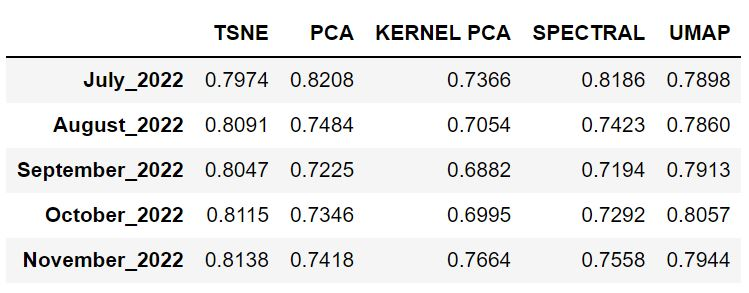 TSNE PCA KERNEL PCA SPECTRAL UMAP
July_2022 0.7974 0.8208 0.7366 0.8186 0.7898
August_2022 0.8091 0.7484 0.7054 0.7423 0.7860
September_2022 0.8047 0.7225 0.6882 0.7194 0.7913
October_2022 0.8115 0.7346 0.6995 0.7292 0.8057
November_2022 0.8138 0.7418 0.7664 0.7558 0.7944